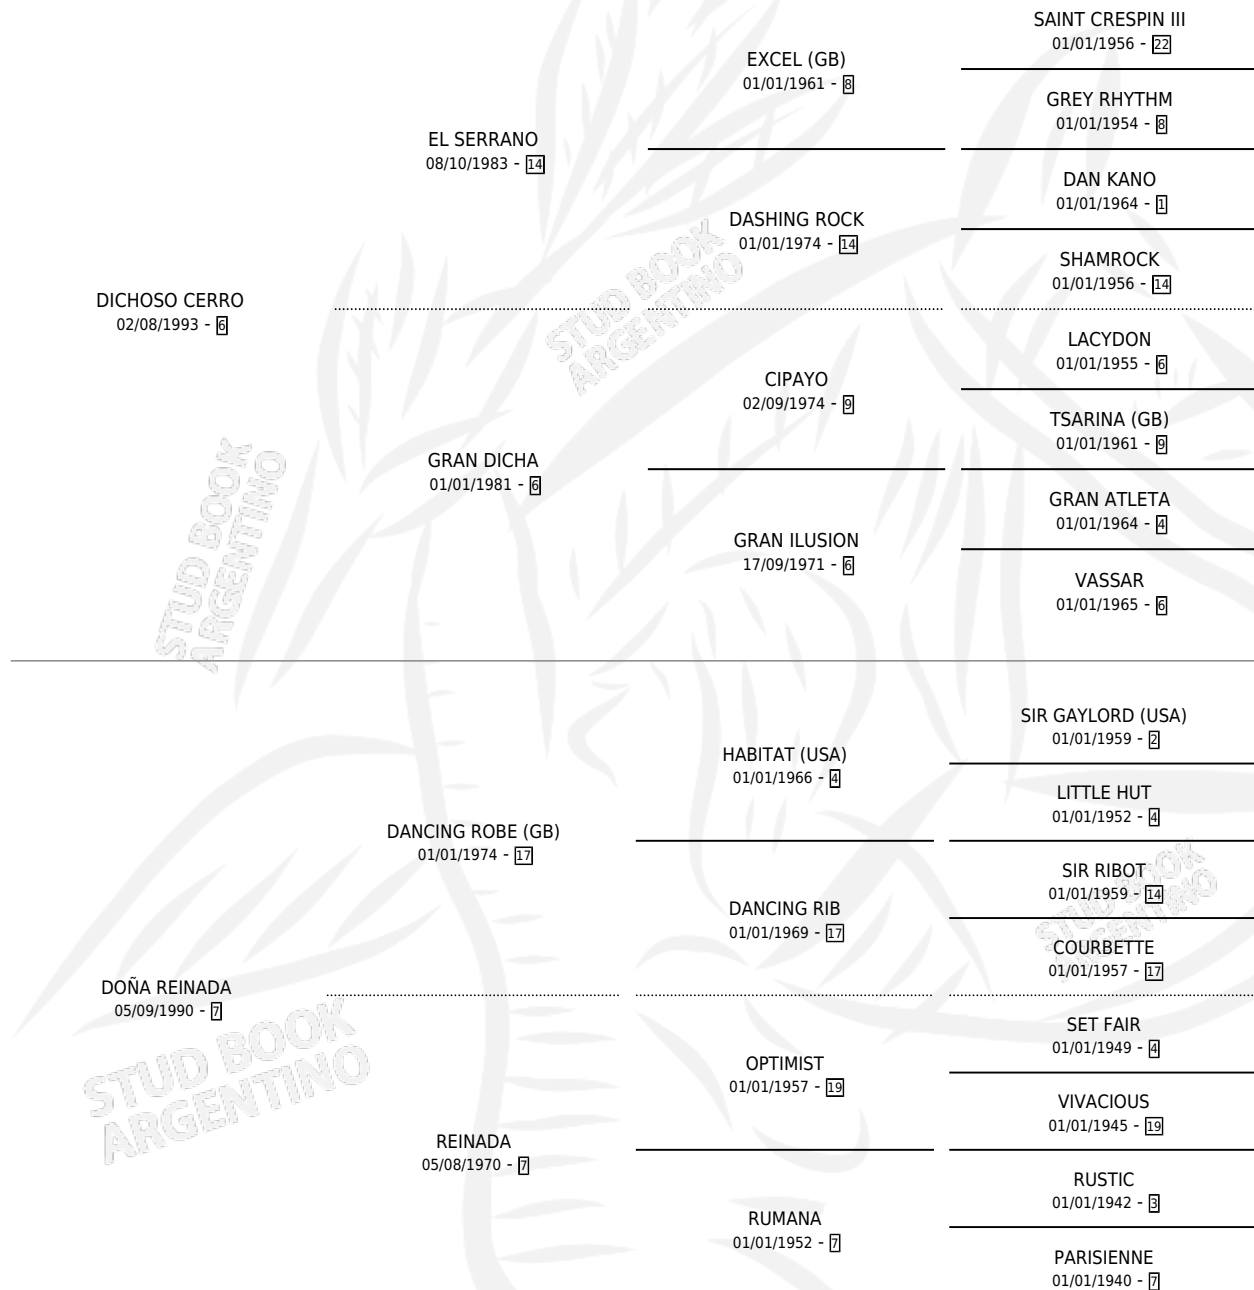 SAINT CRESPIN III
01/01/1956 - 22
EXCEL (GB)
01/01/1961 - 8
GREY RHYTHM
01/01/1954 - 8
EL SERRANO
08/10/1983 - 14
DAN KANO
01/01/1964 - 1
DASHING ROCK
01/01/1974 - 14
SHAMROCK
01/01/1956 - 14
DICHOSO CERRO
02/08/1993 - 6
LACYDON
01/01/1955 - 6
CIPAYO
02/09/1974 - 9
TSARINA (GB)
01/01/1961 - 9
GRAN DICHA
01/01/1981 - 6
GRAN ATLETA
01/01/1964 - 4
GRAN ILUSION
17/09/1971 - 6
VASSAR
01/01/1965 - 6
SIR GAYLORD (USA)
01/01/1959 - 2
HABITAT (USA)
01/01/1966 - 4
LITTLE HUT
01/01/1952 - 4
DANCING ROBE (GB)
01/01/1974 - 17
SIR RIBOT
01/01/1959 - 14
DANCING RIB
01/01/1969 - 17
COURBETTE
01/01/1957 - 17
DOÑA REINADA
05/09/1990 - 7
SET FAIR
01/01/1949 - 4
OPTIMIST
01/01/1957 - 19
VIVACIOUS
01/01/1945 - 19
REINADA
05/08/1970 - 7
RUSTIC
01/01/1942 - 3
RUMANA
01/01/1952 - 7
PARISIENNE
01/01/1940 - 7
STUD BOOK
ARGENTINO
STUD BOOK
ARGENTINO
STUD BOOK
ARGENTINO
STUD BOOK
ARGENTINO